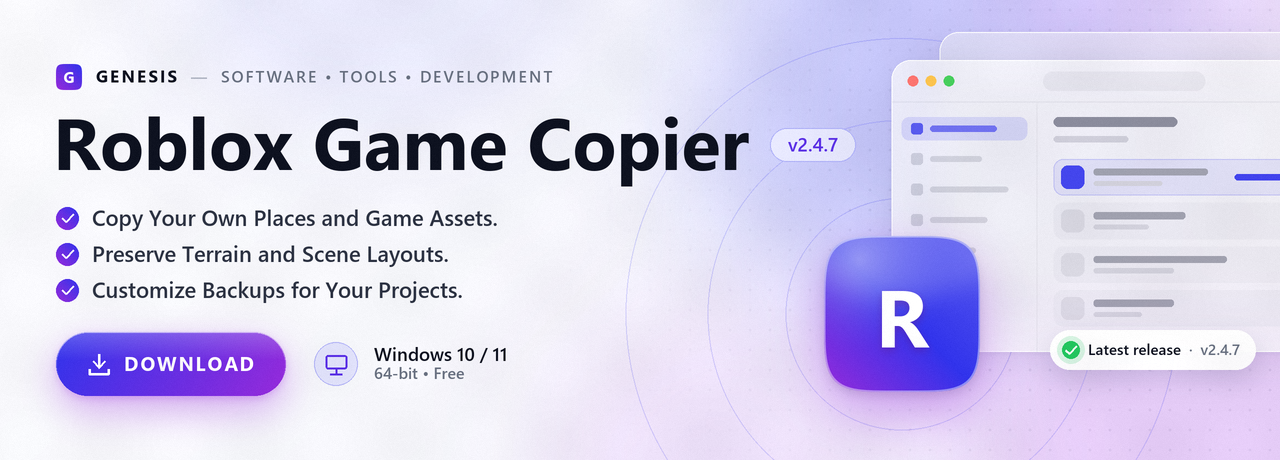 G GENESIS — SOFTWARE • TOOLS • DEVELOPMENT
Roblox Game Copier v2.4.7
Copy Your Own Places and Game Assets.
Preserve Terrain and Scene Layouts.
Customize Backups for Your Projects.
DOWNLOAD
Windows 10 / 11
64-bit • Free
R
Latest release · v2.4.7